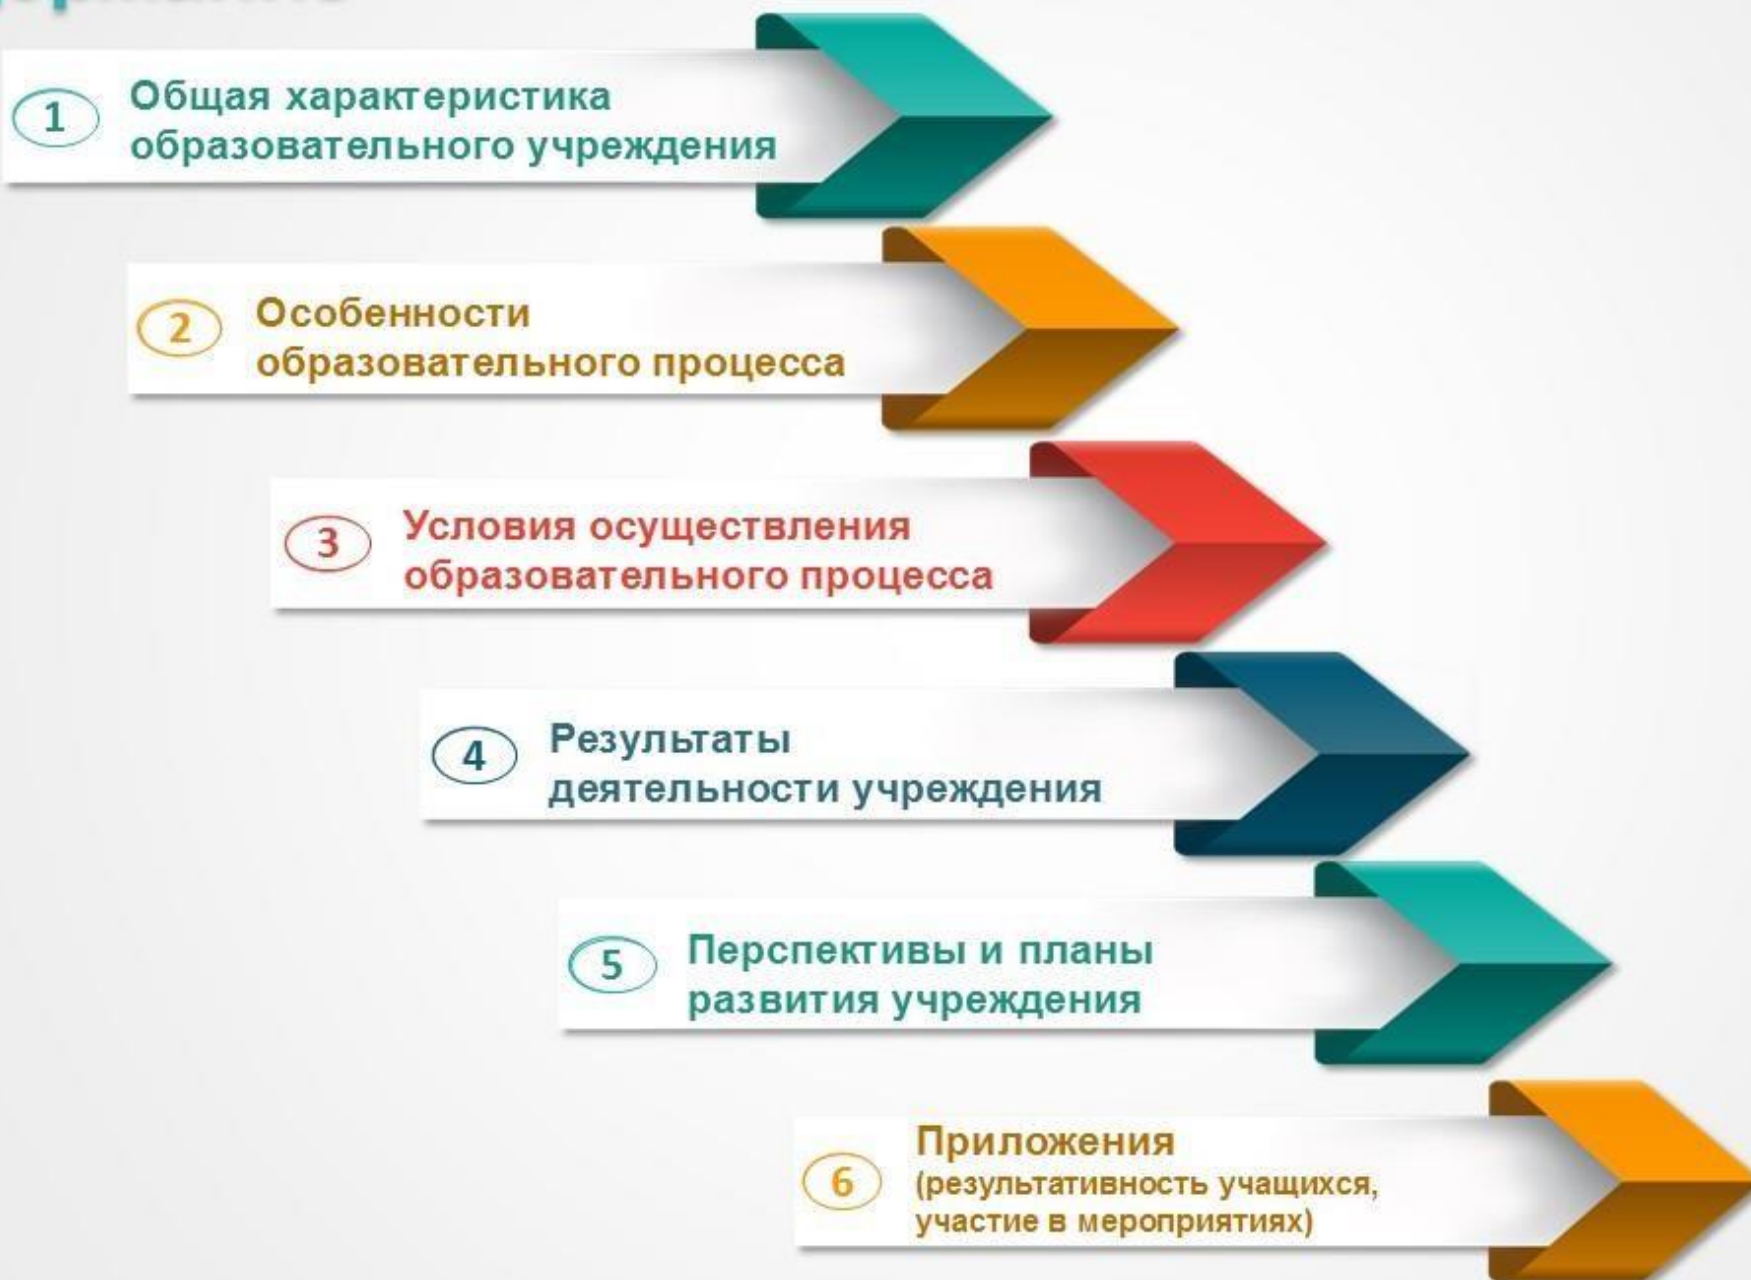 1
Общая характеристика
образовательного учреждения
2
Особенности
образовательного процесса
3
Условия осуществления
образовательного процесса
4
Результаты
деятельности учреждения
5
Перспективы и планы
развития учреждения
6
Приложения
(результативность учащихся,
участие в мероприятиях)